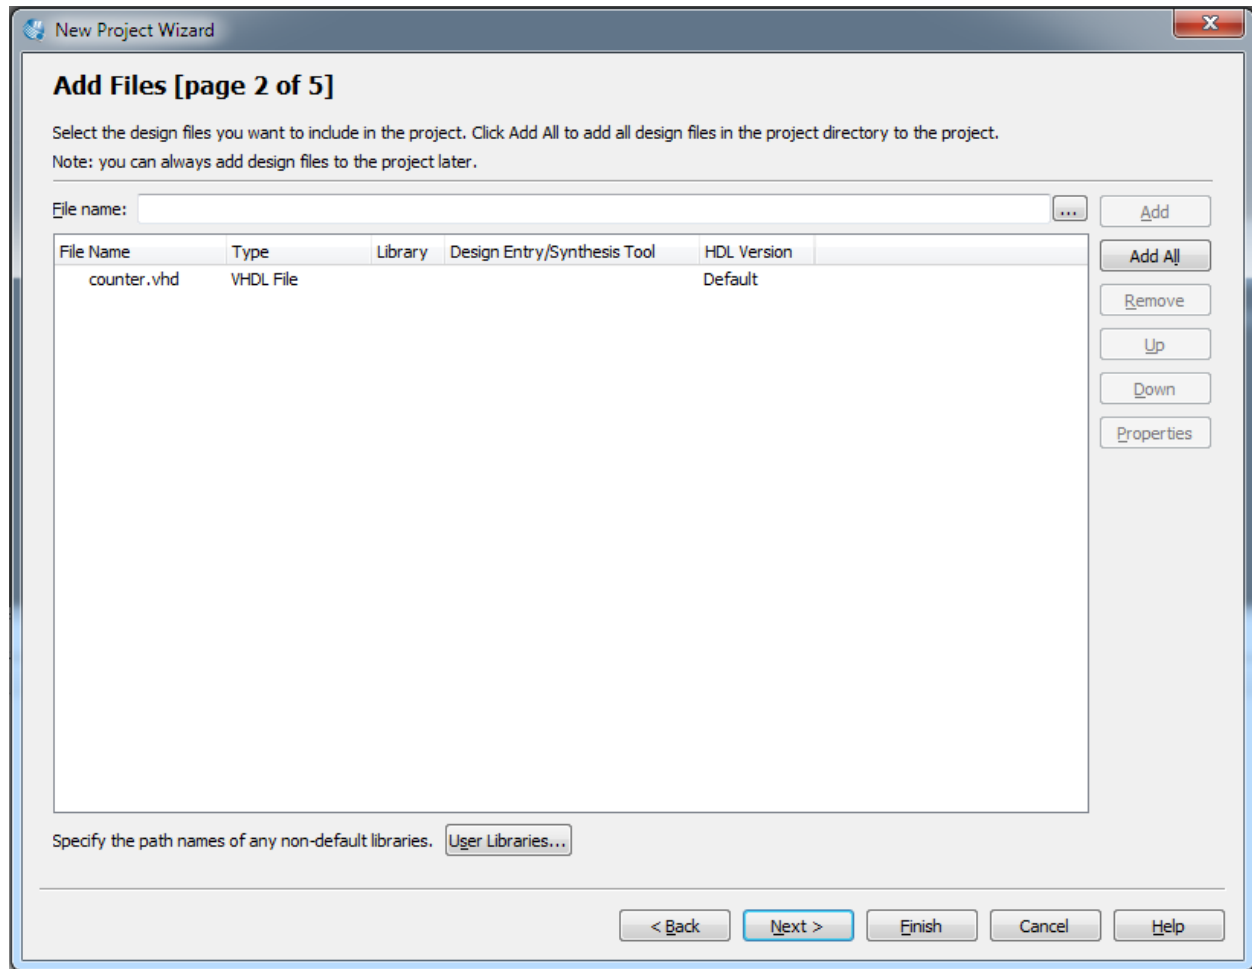 New Project Wizard
Add Files [page 2 of 5]
Select the design files you want to include in the project. Click Add All to add all design files in the project directory to the project.
Note: you can always add design files to the project later.
File name: ... Add
File Name Type Library Design Entry/Synthesis Tool HDL Version
Add All
counter.vhd VHDL File Default
Remove
Up
Down
Properties
Specify the path names of any non-default libraries. User Libraries...
< Back Next > Finish Cancel Help